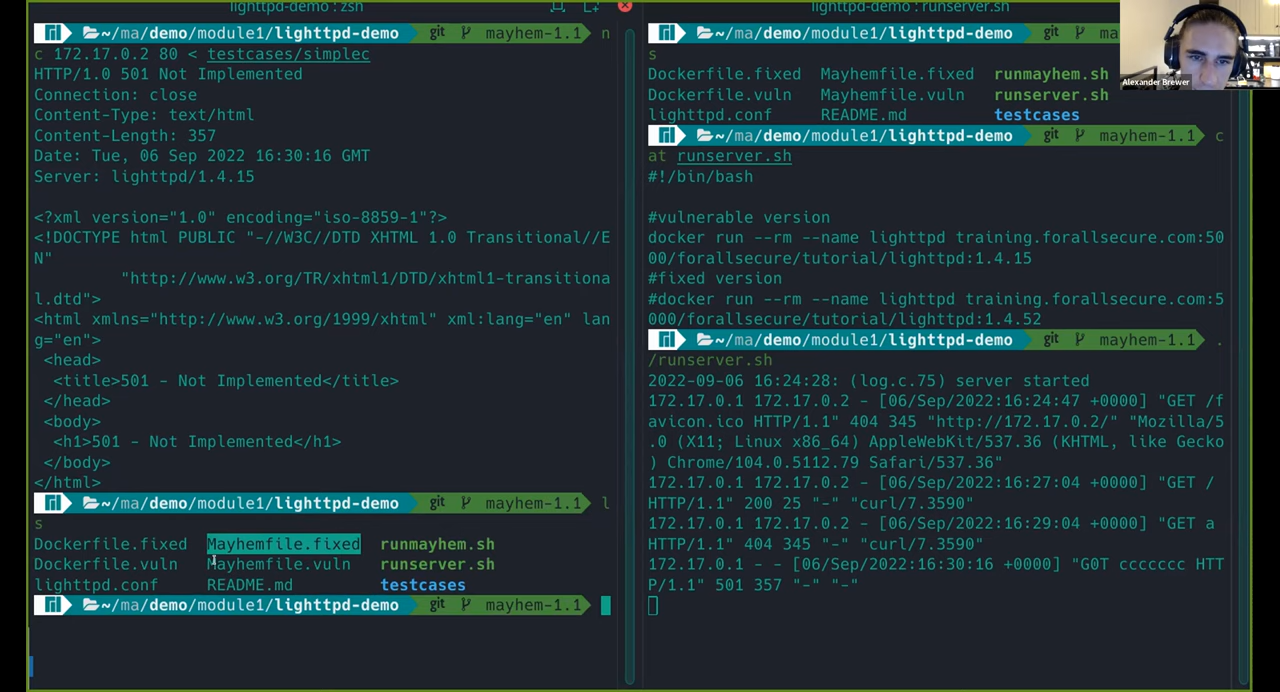 lighttpd-demo : zsh
~/ma/demo/module1/lighttpd-demo git mayhem-1.1 n
c 172.17.0.2 80 < testcases/simplec
HTTP/1.0 501 Not Implemented
Connection: close
Content-Type: text/html
Content-Length: 357
Date: Tue, 06 Sep 2022 16:30:16 GMT
Server: lighttpd/1.4.15
<?xml version="1.0" encoding="iso-8859-1"?>
<!DOCTYPE html PUBLIC "-//W3C//DTD XHTML 1.0 Transitional//E
N"
"http://www.w3.org/TR/xhtml1/DTD/xhtml1-transitiona
l.dtd">
<html xmlns="http://www.w3.org/1999/xhtml" xml:lang="en" lan
g="en">
<head>
<title>501 - Not Implemented</title>
</head>
<body>
<h1>501 - Not Implemented</h1>
</body>
</html>
~/ma/demo/module1/lighttpd-demo git mayhem-1.1 l
s
Dockerfile.fixed Mayhemfile.fixed runmayhem.sh
Dockerfile.vuln Mayhemfile.vuln runserver.sh
lighttpd.conf README.md testcases
~/ma/demo/module1/lighttpd-demo git mayhem-1.1
lighttpd-demo : runserver.sh
~/ma/demo/module1/lighttpd-demo git ma
s
Dockerfile.fixed Mayhemfile.fixed runmayhem.sh
Dockerfile.vuln Mayhemfile.vuln runserver.sh
lighttpd.conf README.md testcases
~/ma/demo/module1/lighttpd-demo git mayhem-1.1 c
at runserver.sh
#!/bin/bash
#vulnerable version
docker run --rm --name lighttpd training.forallsecure.com:50
00/forallsecure/tutorial/lighttpd:1.4.15
#fixed version
#docker run --rm --name lighttpd training.forallsecure.com:5
000/forallsecure/tutorial/lighttpd:1.4.52
~/ma/demo/module1/lighttpd-demo git mayhem-1.1 .
/runserver.sh
2022-09-06 16:24:28: (log.c.75) server started
172.17.0.1 172.17.0.2 - [06/Sep/2022:16:24:47 +0000] "GET /f
avicon.ico HTTP/1.1" 404 345 "http://172.17.0.2/" "Mozilla/5
.0 (X11; Linux x86_64) AppleWebKit/537.36 (KHTML, like Gecko
) Chrome/104.0.5112.79 Safari/537.36"
172.17.0.1 172.17.0.2 - [06/Sep/2022:16:27:04 +0000] "GET /
HTTP/1.1" 200 25 "-" "curl/7.3590"
172.17.0.1 172.17.0.2 - [06/Sep/2022:16:29:04 +0000] "GET a
HTTP/1.1" 404 345 "-" "curl/7.3590"
172.17.0.1 - - [06/Sep/2022:16:30:16 +0000] "G0T ccccccc HTT
P/1.1" 501 357 "-" "-"
Alexander Brewer